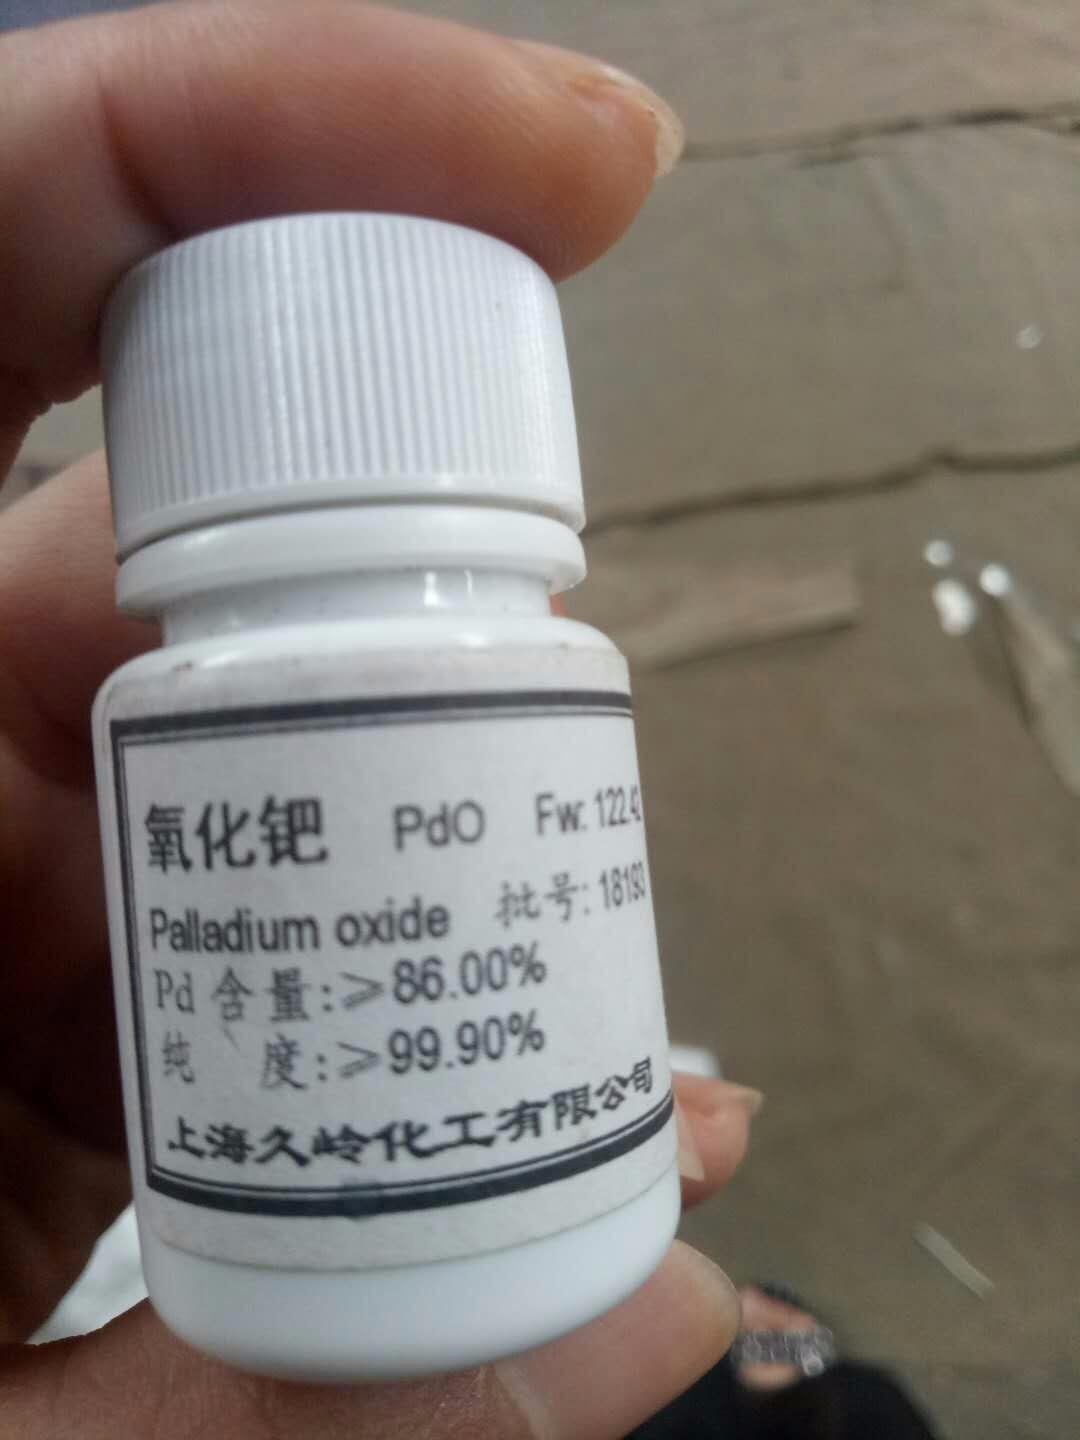 氧化钯 PdO Fw: 122.42
Palladium oxide 批号: 18193
Pd 含量:≥86.00%
纯 度:≥99.90%
上海久岭化工有限公司